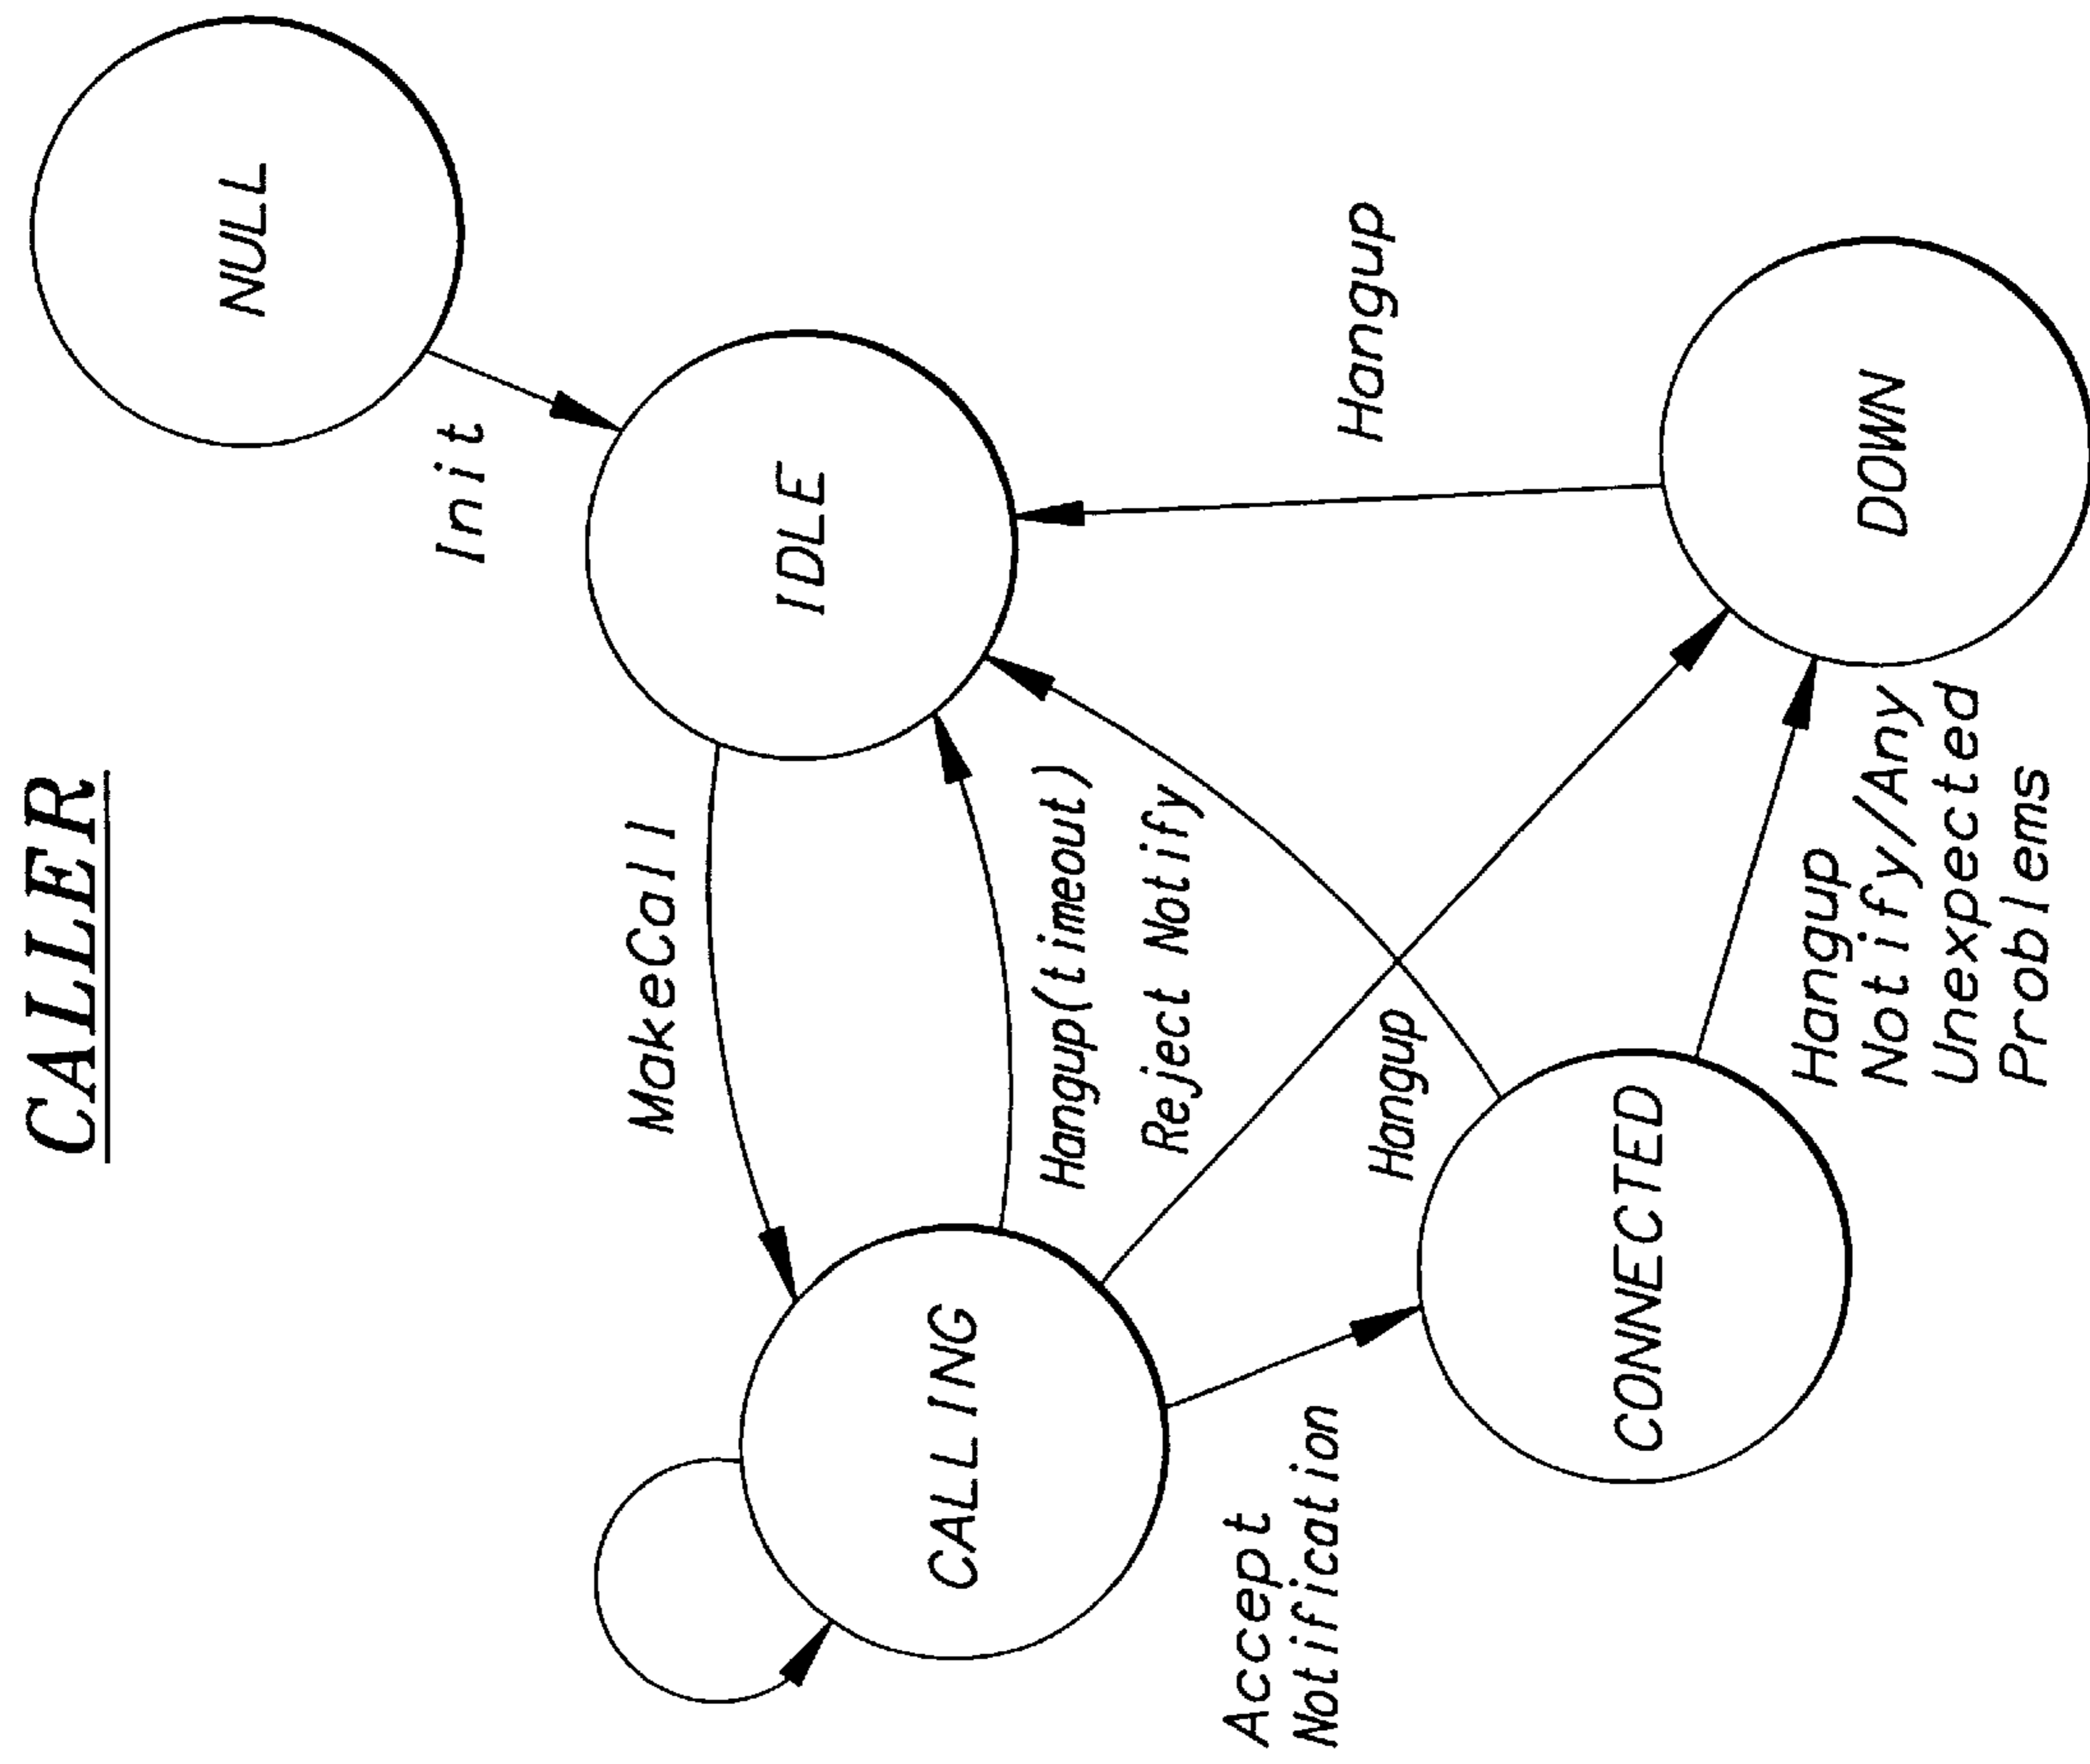 CALLER
NULL
Init
MakeCall
IDLE
CALLING
Hangup(timeout)
Reject Notify
Accept
Notification
Hangup
Hangup
CONNECTED
DOWN
Hangup
Notify/Any
Unexpected
Problems